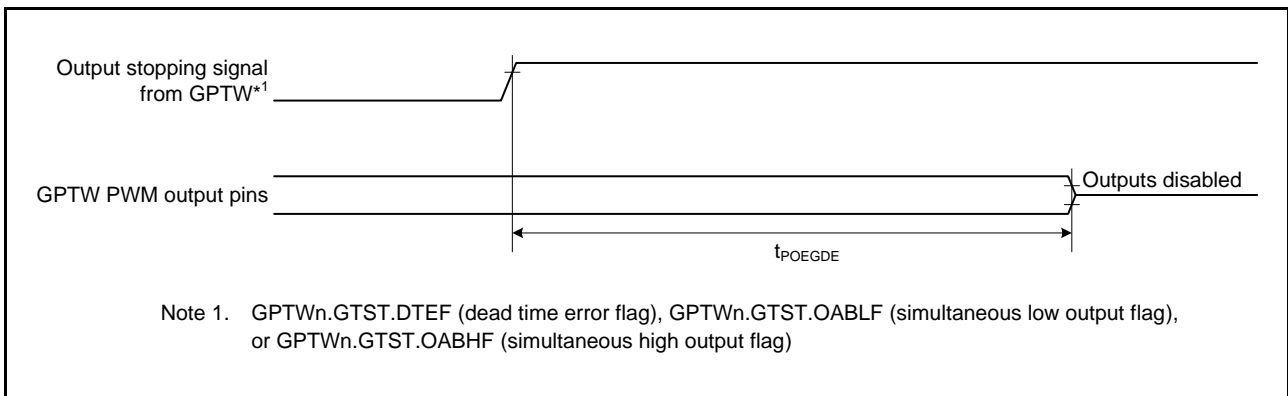 Output stopping signal
from GPTW*1
GPTW PWM output pins
Outputs disabled
tPOEGDE
Note 1. GPTWn.GTST.DTEF (dead time error flag), GPTWn.GTST.OABLF (simultaneous low output flag),
or GPTWn.GTST.OABHF (simultaneous high output flag)